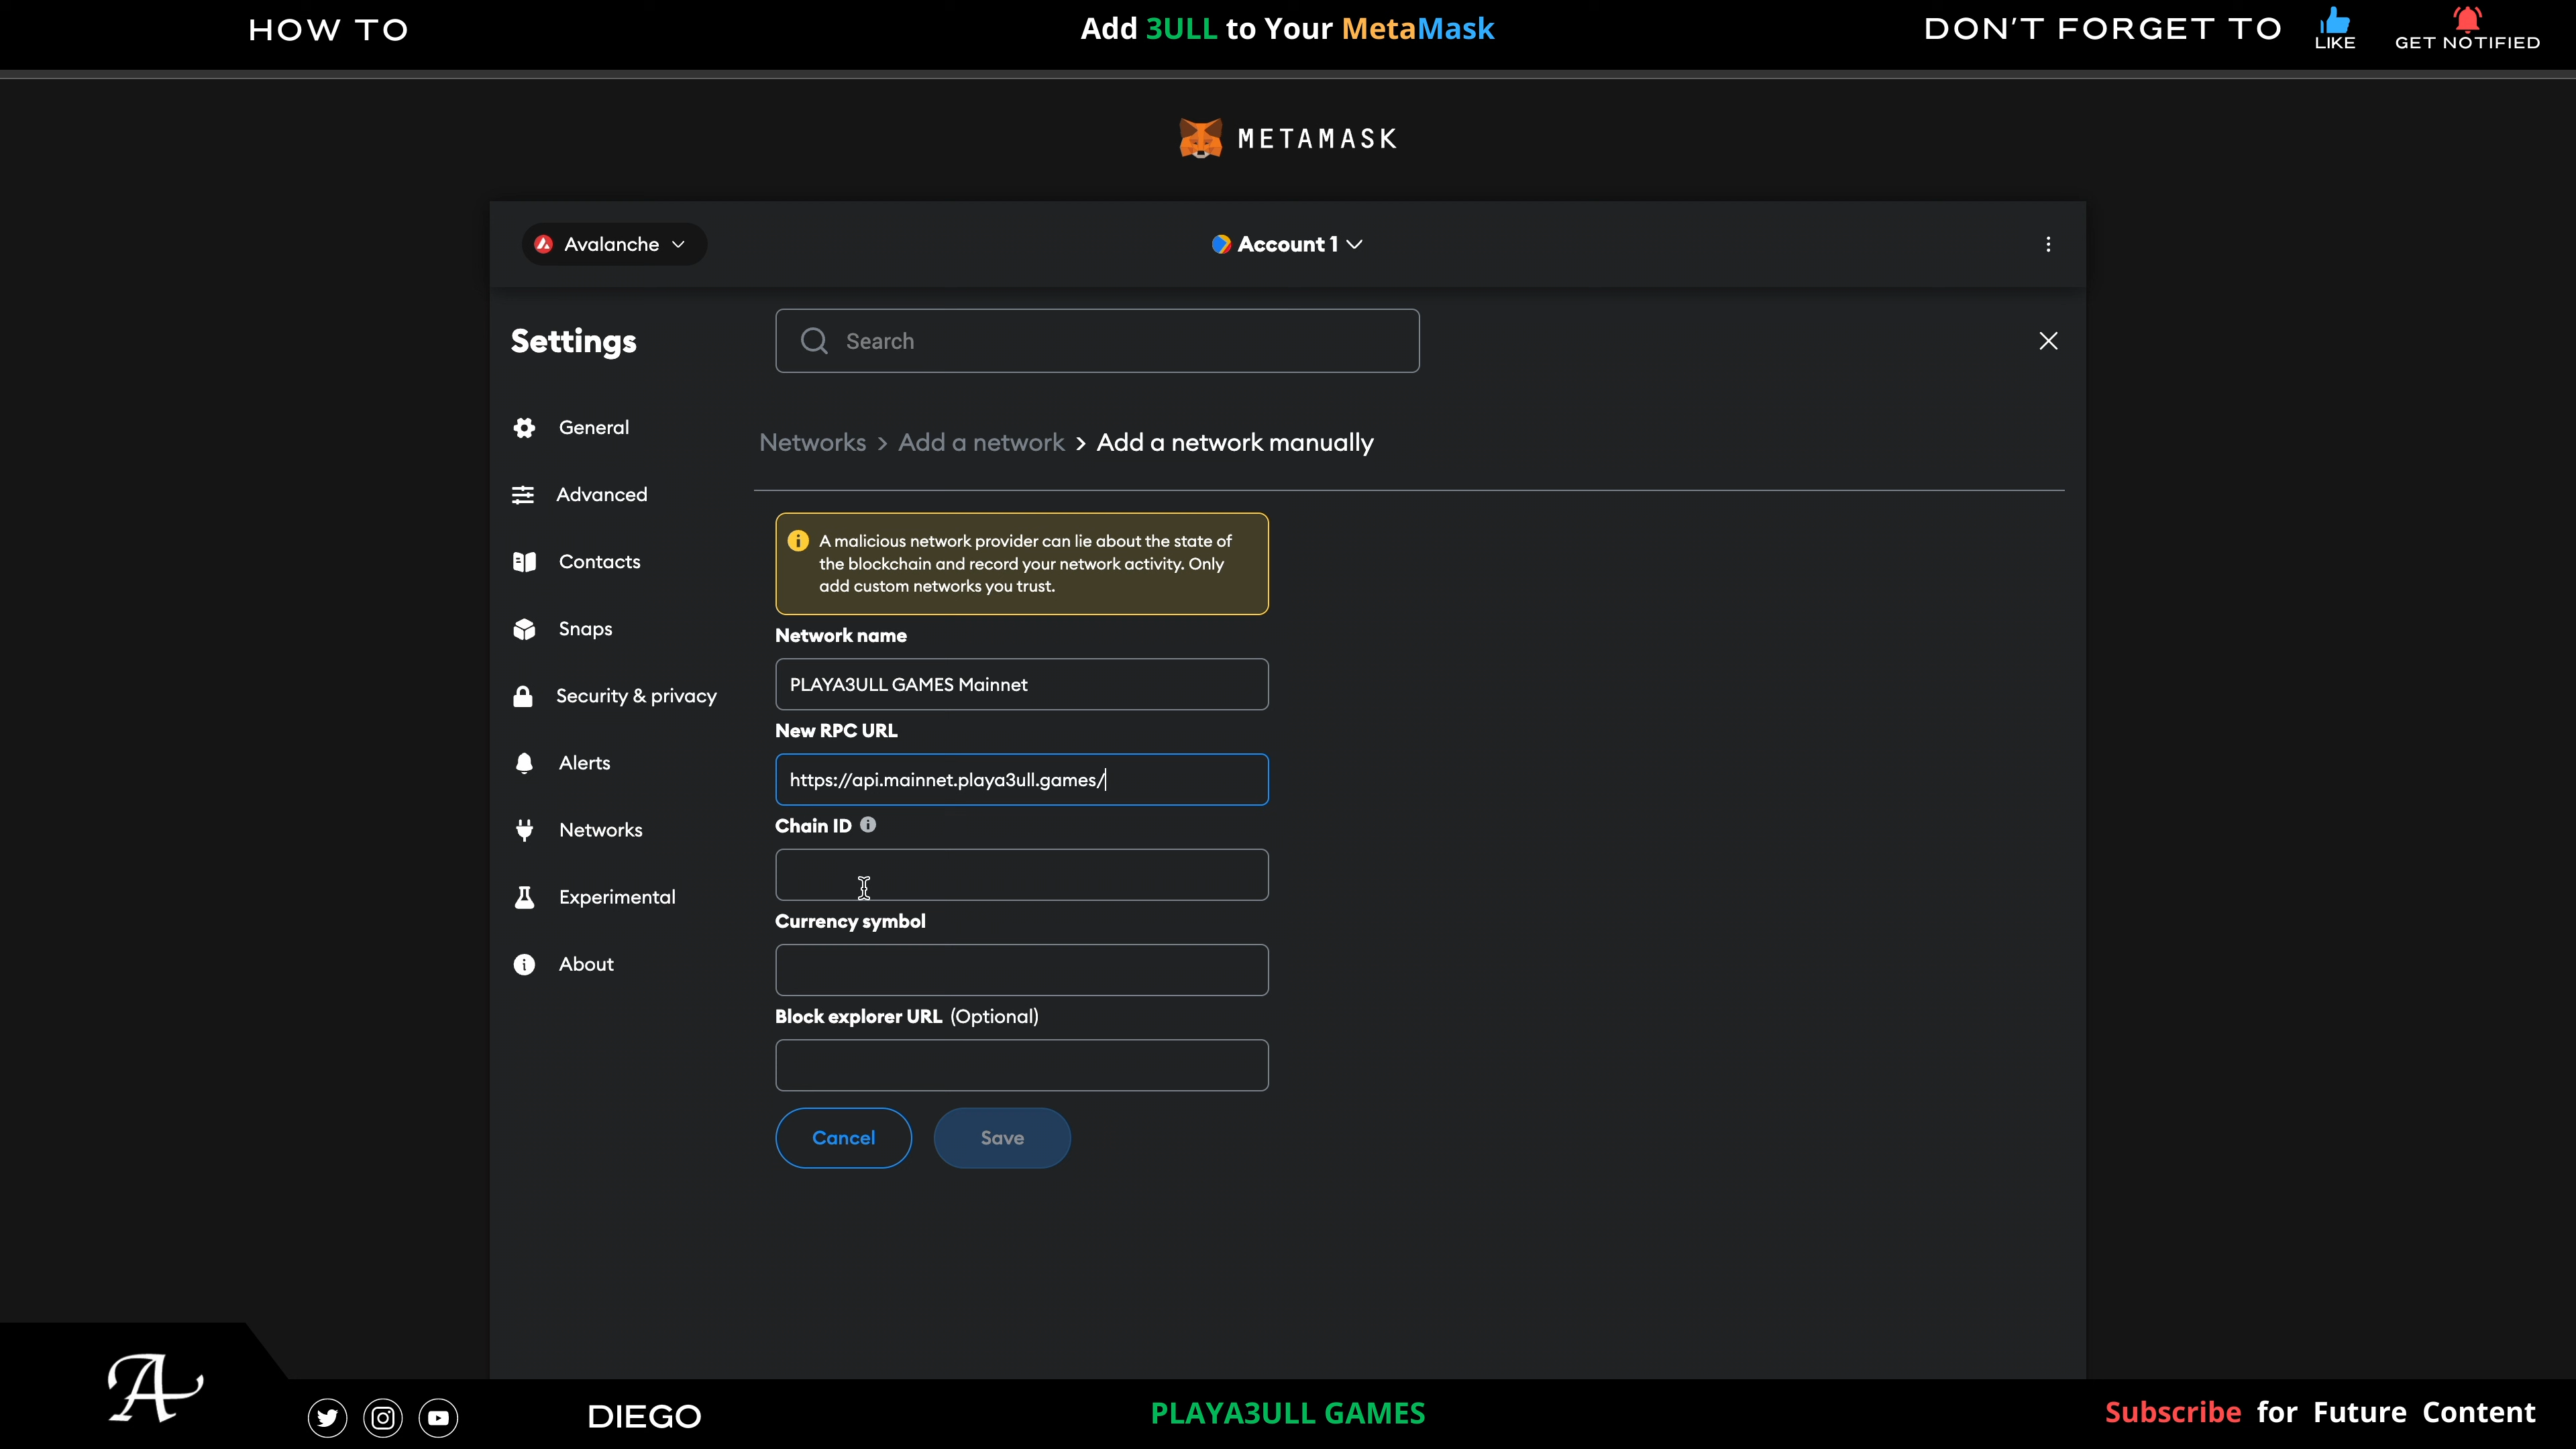 HOW TO
Add 3ULL to Your MetaMask
DON'T FORGET TO
LIKE
GET NOTIFIED
METAMASK
Avalanche
Account 1
Settings
Search
General
Advanced
Contacts
Snaps
Security & privacy
Alerts
Networks
Experimental
About
Networks > Add a network > Add a network manually
A malicious network provider can lie about the state of
the blockchain and record your network activity. Only
add custom networks you trust.
Network name
PLAYA3ULL GAMES Mainnet
New RPC URL
https://api.mainnet.playa3ull.games/
Chain ID
Currency symbol
Block explorer URL (Optional)
Cancel
Save
A
DIEGO
PLAYA3ULL GAMES
Subscribe for Future Content